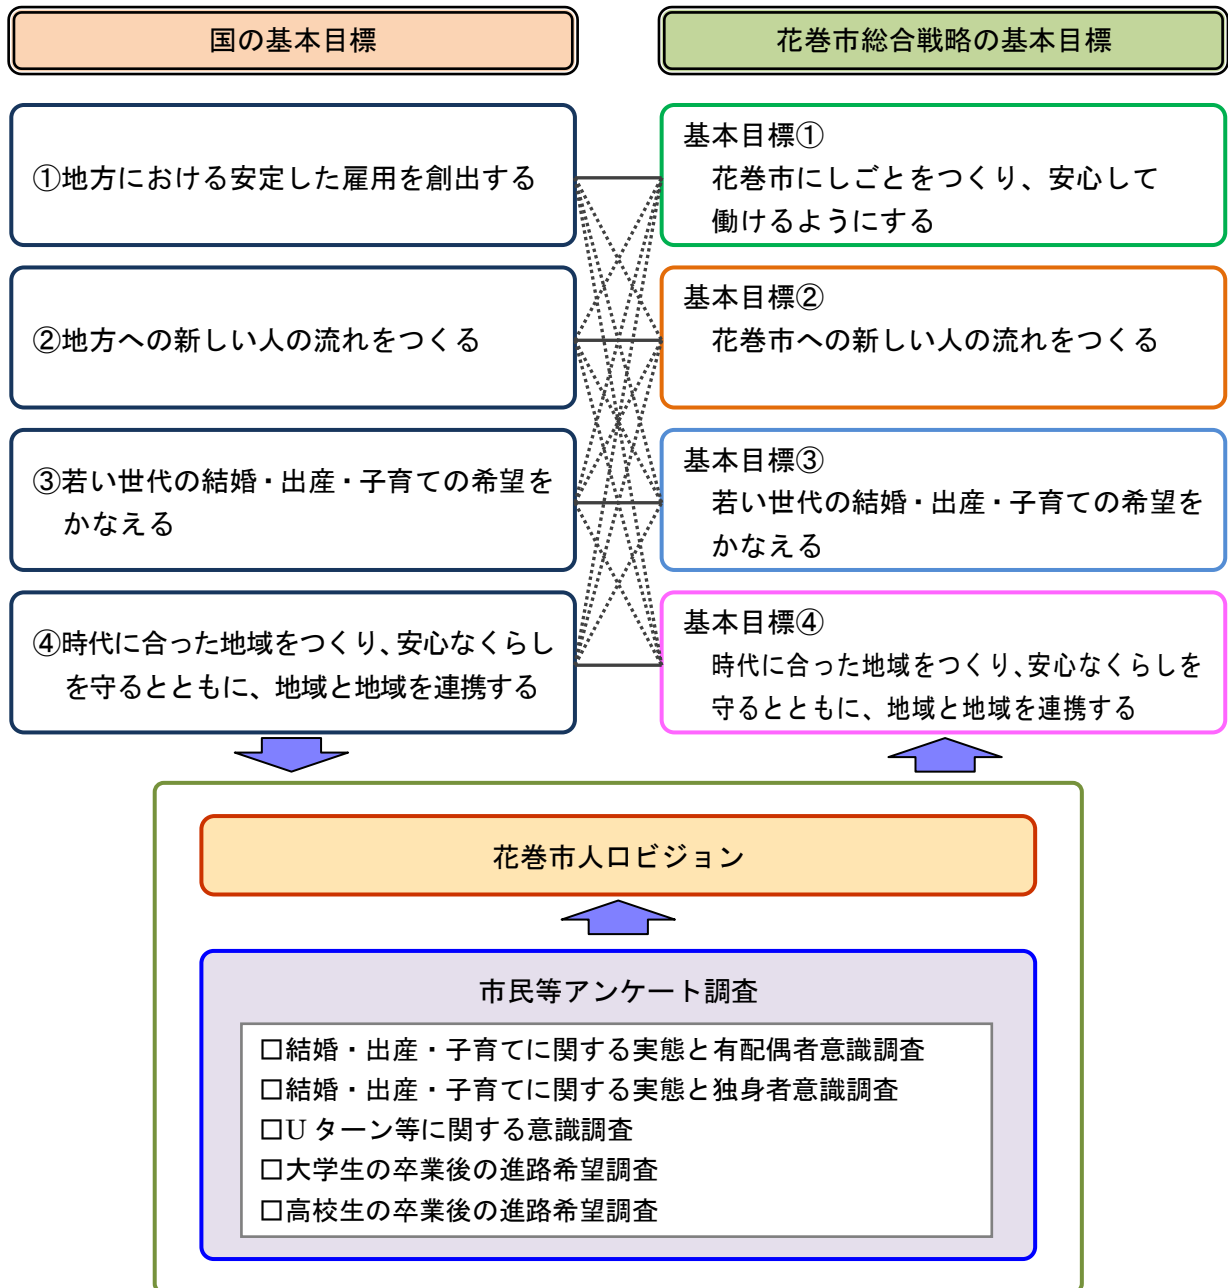 国の基本目標
花巻市総合戦略の基本目標
①地方における安定した雇用を創出する
基本目標①
花巻市にしごとをつくり、安心して
働けるようにする
②地方への新しい人の流れをつくる
基本目標②
花巻市への新しい人の流れをつくる
③若い世代の結婚・出産・子育ての希望を
かなえる
基本目標③
若い世代の結婚・出産・子育ての希望を
かなえる
④時代に合った地域をつくり、安心なくらし
を守るとともに、地域と地域を連携する
基本目標④
時代に合った地域をつくり、安心なくらしを
守るとともに、地域と地域を連携する
花巻市人口ビジョン
市民等アンケート調査
□結婚・出産・子育てに関する実態と有配偶者意識調査
□結婚・出産・子育てに関する実態と独身者意識調査
□U ターン等に関する意識調査
□大学生の卒業後の進路希望調査
□高校生の卒業後の進路希望調査